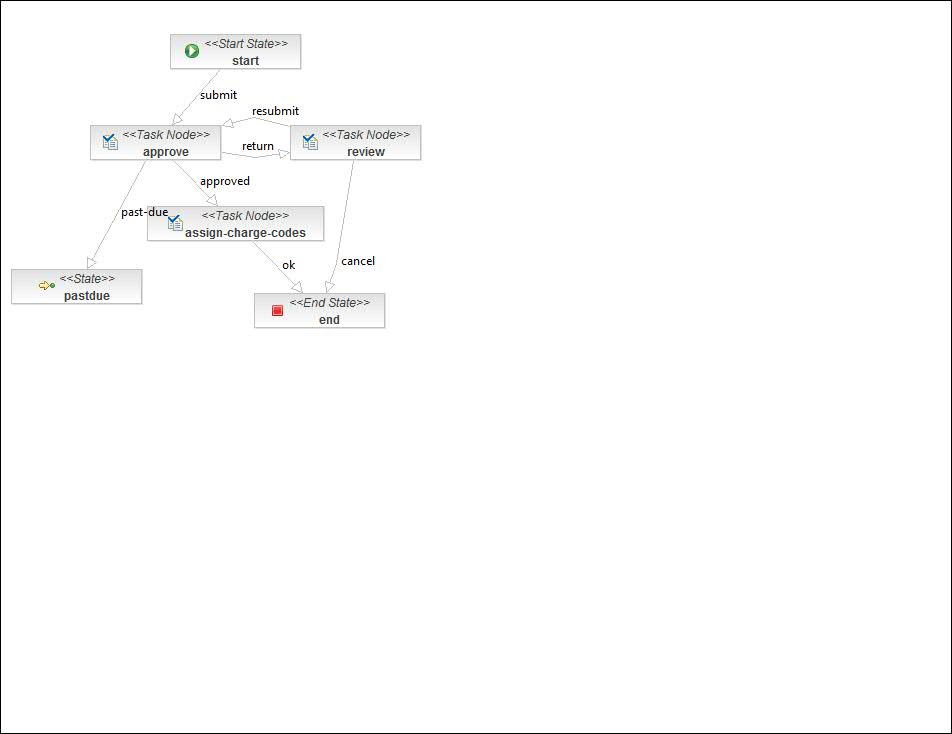 <<Start State>>
start
submit
resubmit
<<Task Node>>
approve
return
<<Task Node>>
review
approved
past-due
<<Task Node>>
assign-charge-codes
ok
cancel
<<State>>
pastdue
<<End State>>
end